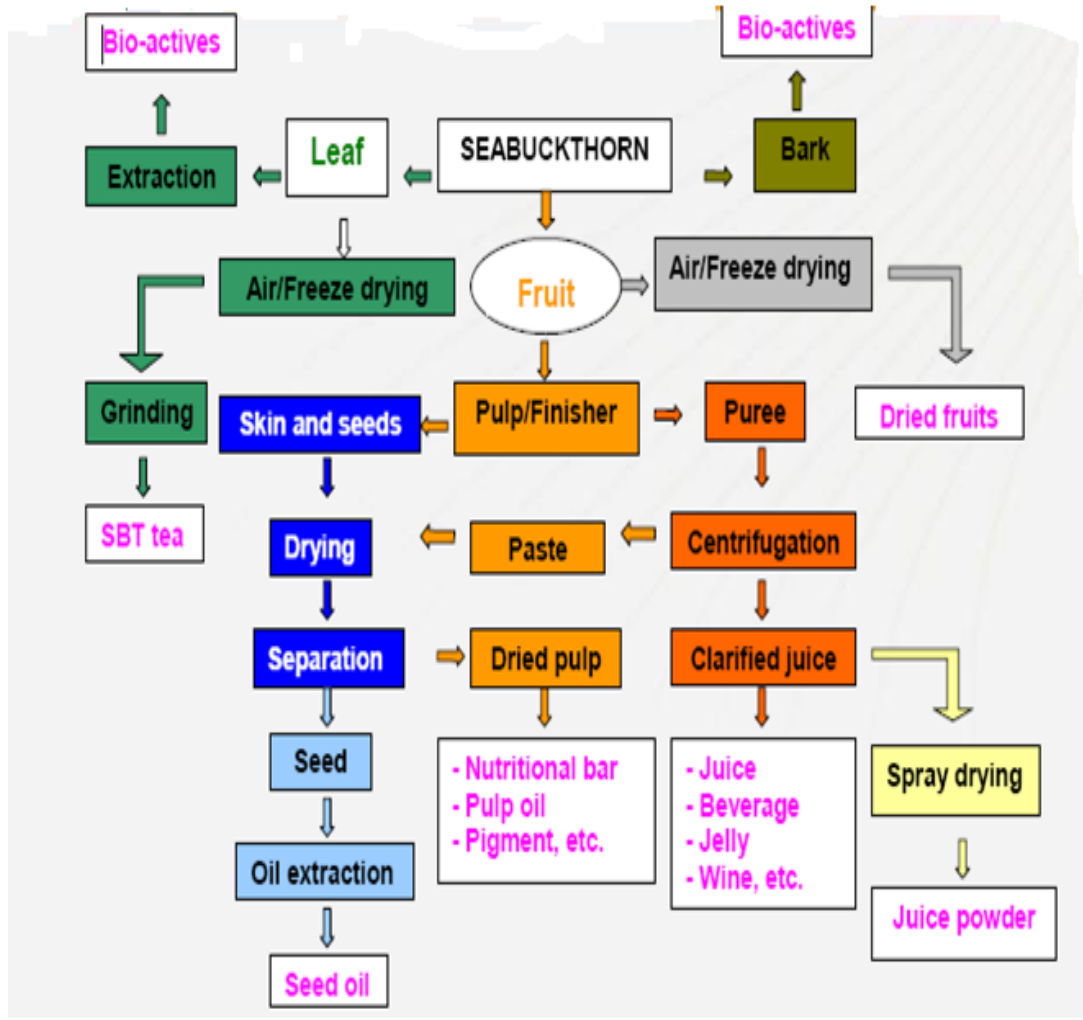 Bio-actives
Bio-actives
Leaf
SEABUCKTHORN
Bark
Extraction
Air/Freeze drying
Fruit
Air/Freeze drying
Grinding
Skin and seeds
Pulp/Finisher
Puree
Dried fruits
SBT tea
Drying
Paste
Centrifugation
Separation
Dried pulp
Clarified juice
Seed
- Nutritional bar
- Pulp oil
- Pigment, etc.
- Juice
- Beverage
- Jelly
- Wine, etc.
Spray drying
Oil extraction
Juice powder
Seed oil